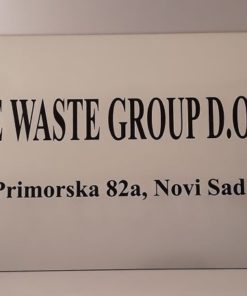 E WASTE GROUP D.O
Primorska 82a, Novi Sad